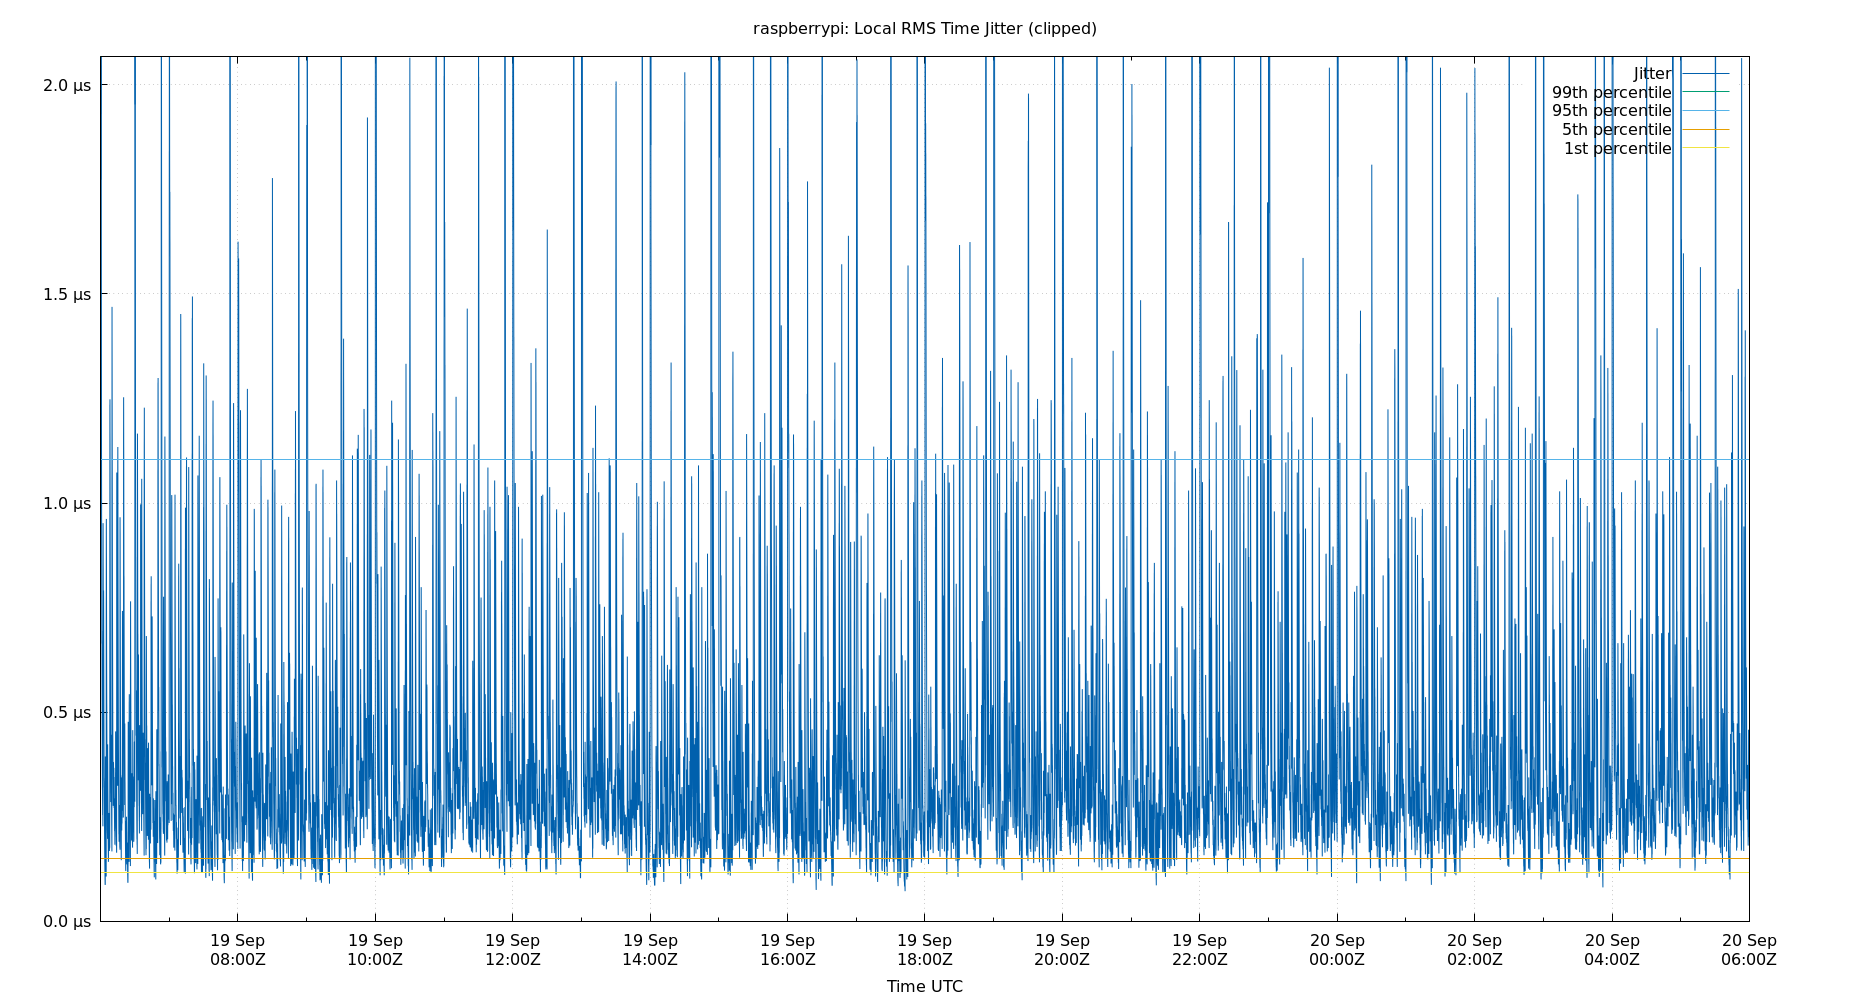 raspberrypi: Local RMS Time Jitter (clipped)
2.0 µs
1.5 µs
1.0 µs
0.5 µs
0.0 µs
Jitter
99th percentile
95th percentile
5th percentile
1st percentile
19 Sep 19 Sep 19 Sep 19 Sep 19 Sep 19 Sep 19 Sep 19 Sep 20 Sep 20 Sep 20 Sep 20 Sep
08:00Z 10:00Z 12:00Z 14:00Z 16:00Z 18:00Z 20:00Z 22:00Z 00:00Z 02:00Z 04:00Z 06:00Z
Time UTC